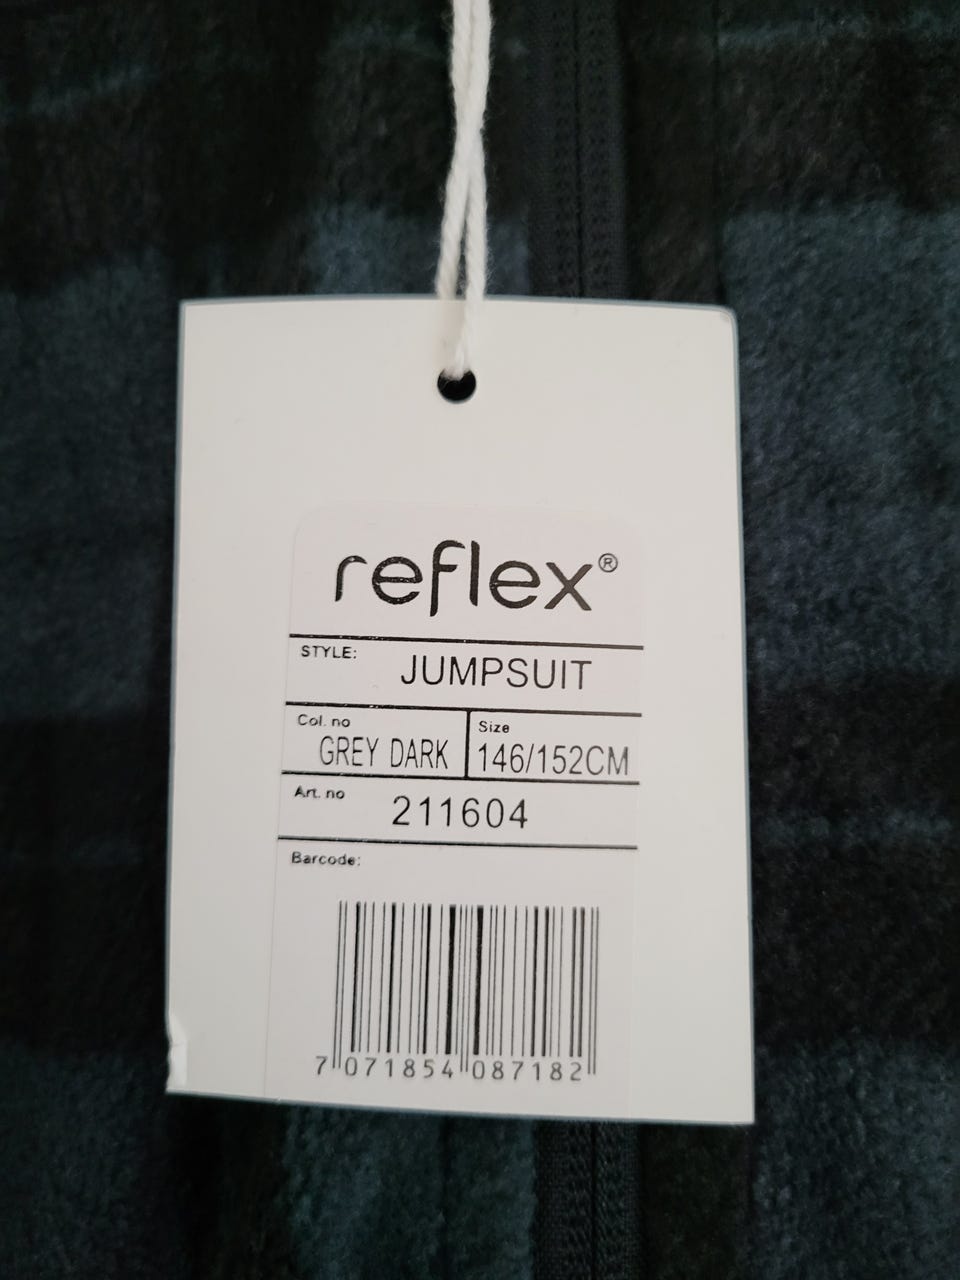 reflex®
STYLE: JUMPSUIT
Col. no Size
GREY DARK 146/152CM
Art. no 211604
Barcode:
7 071854 087182